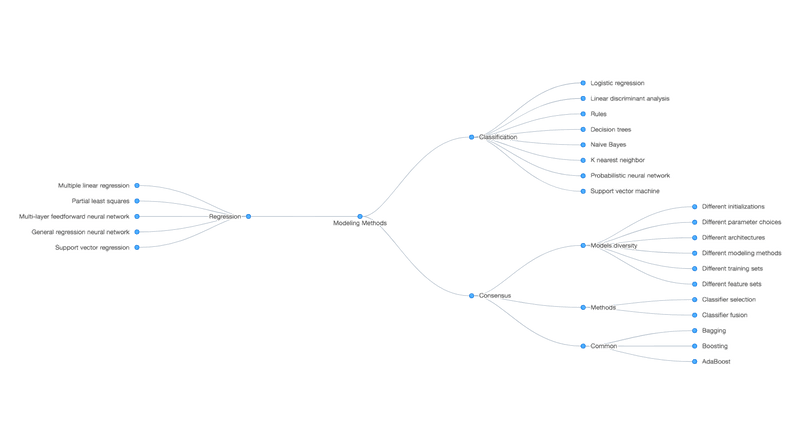 Modeling Methods
Regression
Multiple linear regression
Partial least squares
Multi-layer feedforward neural network
General regression neural network
Support vector regression
Classification
Logistic regression
Linear discriminant analysis
Rules
Decision trees
Naive Bayes
K nearest neighbor
Probabilistic neural network
Support vector machine
Consensus
Models diversity
Different initializations
Different parameter choices
Different architectures
Different modeling methods
Different training sets
Different feature sets
Methods
Classifier selection
Classifier fusion
Common
Bagging
Boosting
AdaBoost